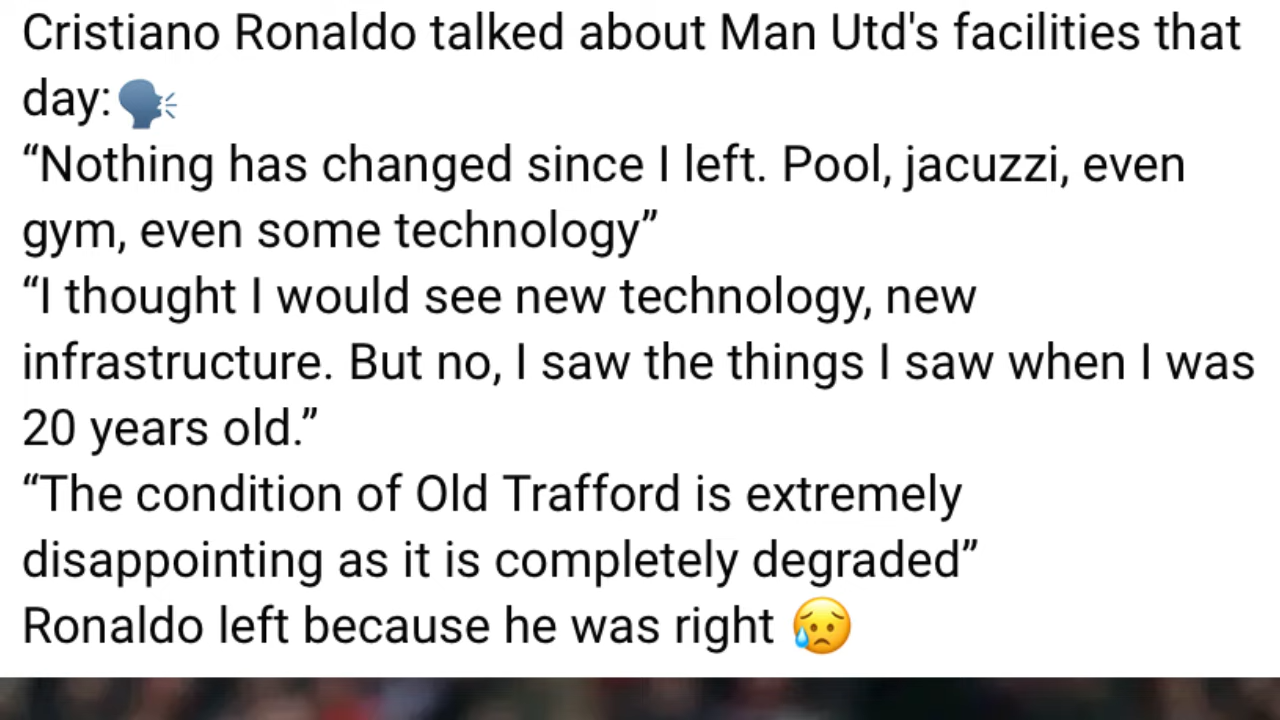 Cristiano Ronaldo talked about Man Utd's facilities that
day:🗣️
“Nothing has changed since I left. Pool, jacuzzi, even
gym, even some technology”
“I thought I would see new technology, new
infrastructure. But no, I saw the things I saw when I was
20 years old.”
“The condition of Old Trafford is extremely
disappointing as it is completely degraded”
Ronaldo left because he was right 😥